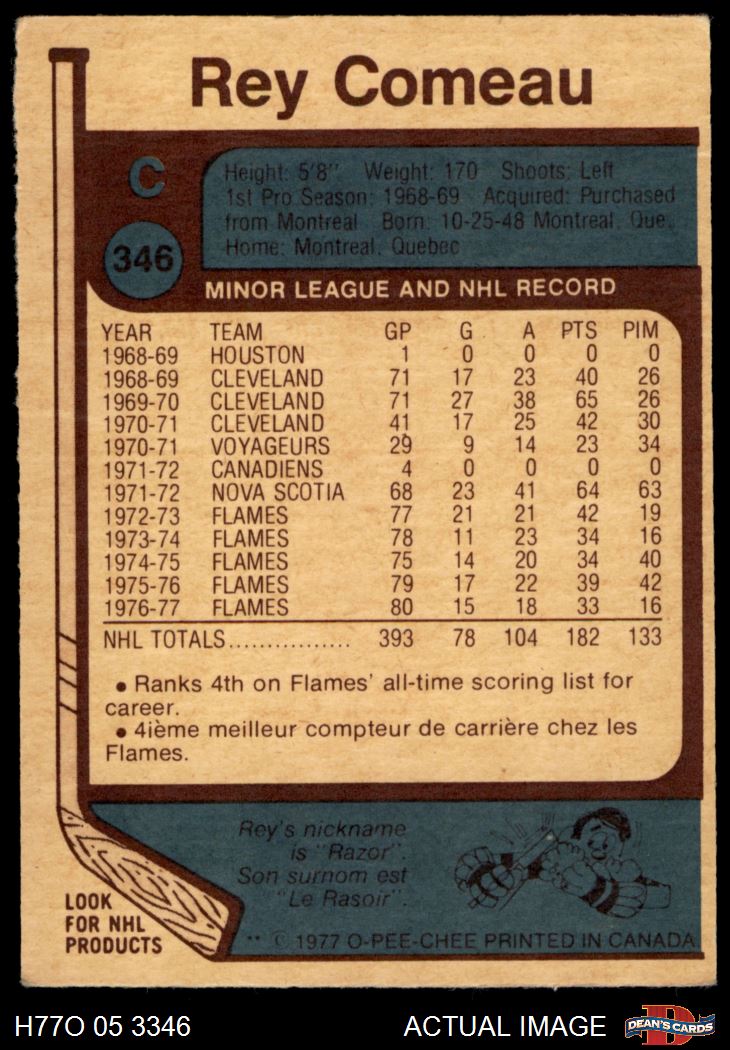 Rey Comeau
C
Height: 5'8" Weight: 170 Shoots: Left
1st Pro Season: 1968-69 Acquired: Purchased
from Montreal Born: 10-25-48 Montreal, Que.
Home: Montreal, Quebec
346
MINOR LEAGUE AND NHL RECORD
YEAR TEAM GP G A PTS PIM
1968-69 HOUSTON 1 0 0 0 0
1968-69 CLEVELAND 71 17 23 40 26
1969-70 CLEVELAND 71 27 38 65 26
1970-71 CLEVELAND 41 17 25 42 30
1970-71 VOYAGEURS 29 9 14 23 34
1971-72 CANADIENS 4 0 0 0 0
1971-72 NOVA SCOTIA 68 23 41 64 63
1972-73 FLAMES 77 21 21 42 19
1973-74 FLAMES 78 11 23 34 16
1974-75 FLAMES 75 14 20 34 40
1975-76 FLAMES 79 17 22 39 42
1976-77 FLAMES 80 15 18 33 16
NHL TOTALS................ 393 78 104 182 133
• Ranks 4th on Flames' all-time scoring list for
career.
• 4ième meilleur compteur de carrière chez les
Flames.
Rey's nickname
is "Razor".
Son surnom est
"Le Rasoir".
LOOK
FOR NHL
PRODUCTS
** © 1977 O-PEE-CHEE PRINTED IN CANADA
H77O 05 3346
ACTUAL IMAGE
D
DEAN'S CARDS